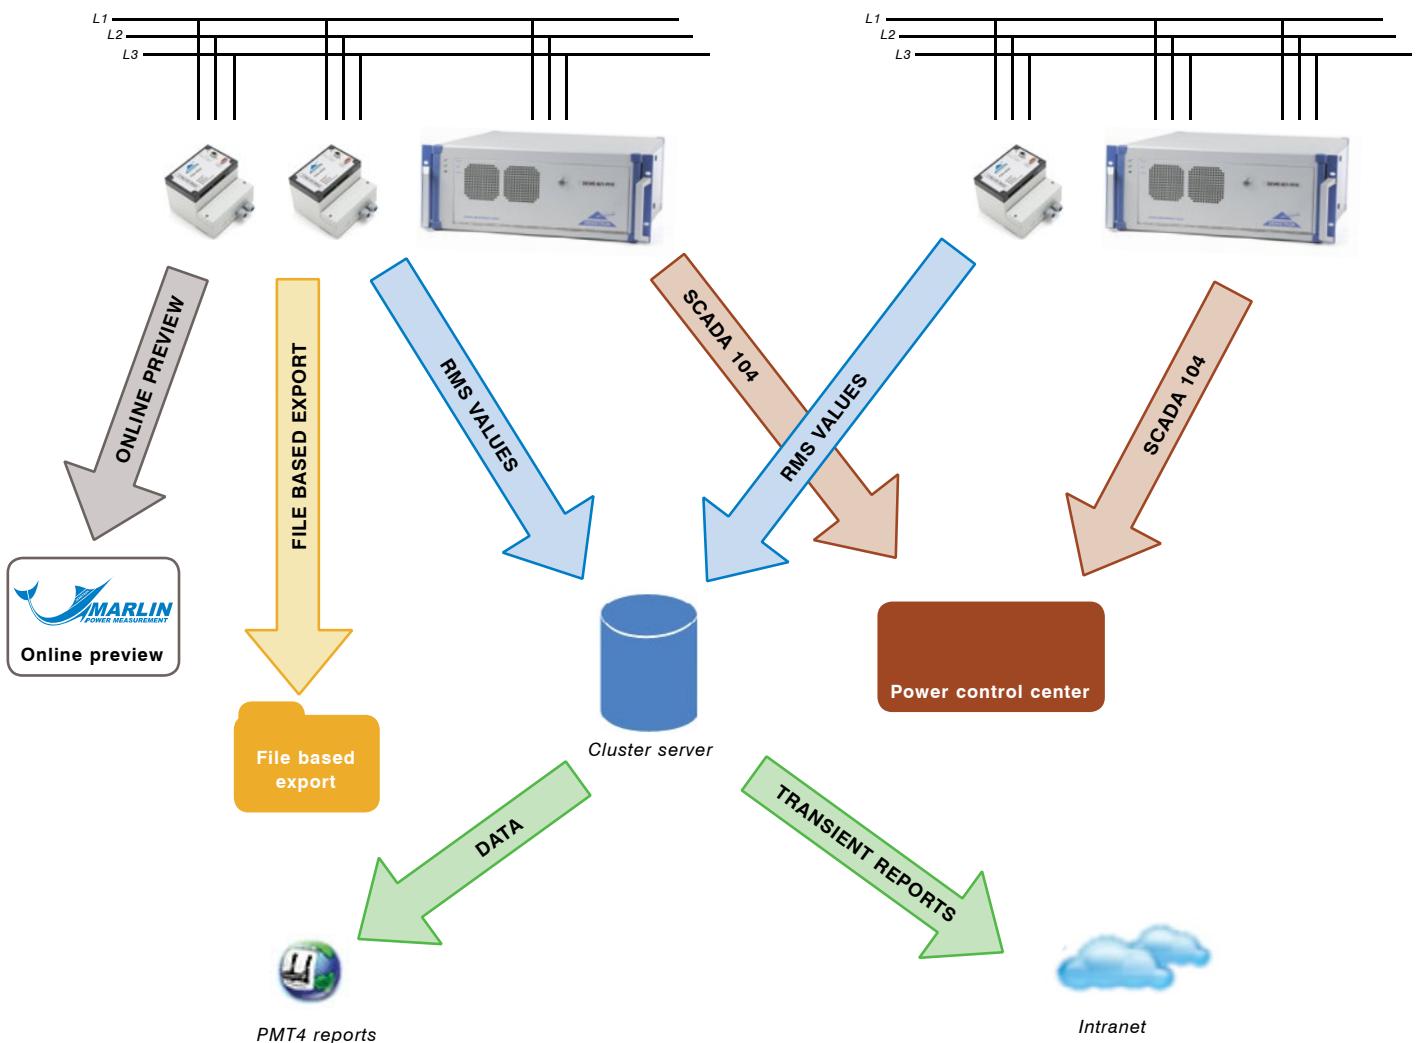 L1
L2
L3
L1
L2
L3
ONLINE PREVIEW
FILE BASED EXPORT
RMS VALUES
SCADA 104
RMS VALUES
SCADA 104
MARLIN
POWER MEASUREMENT
Online preview
File based
export
Cluster server
Power control center
DATA
TRANSIENT REPORTS
PMT4 reports
Intranet